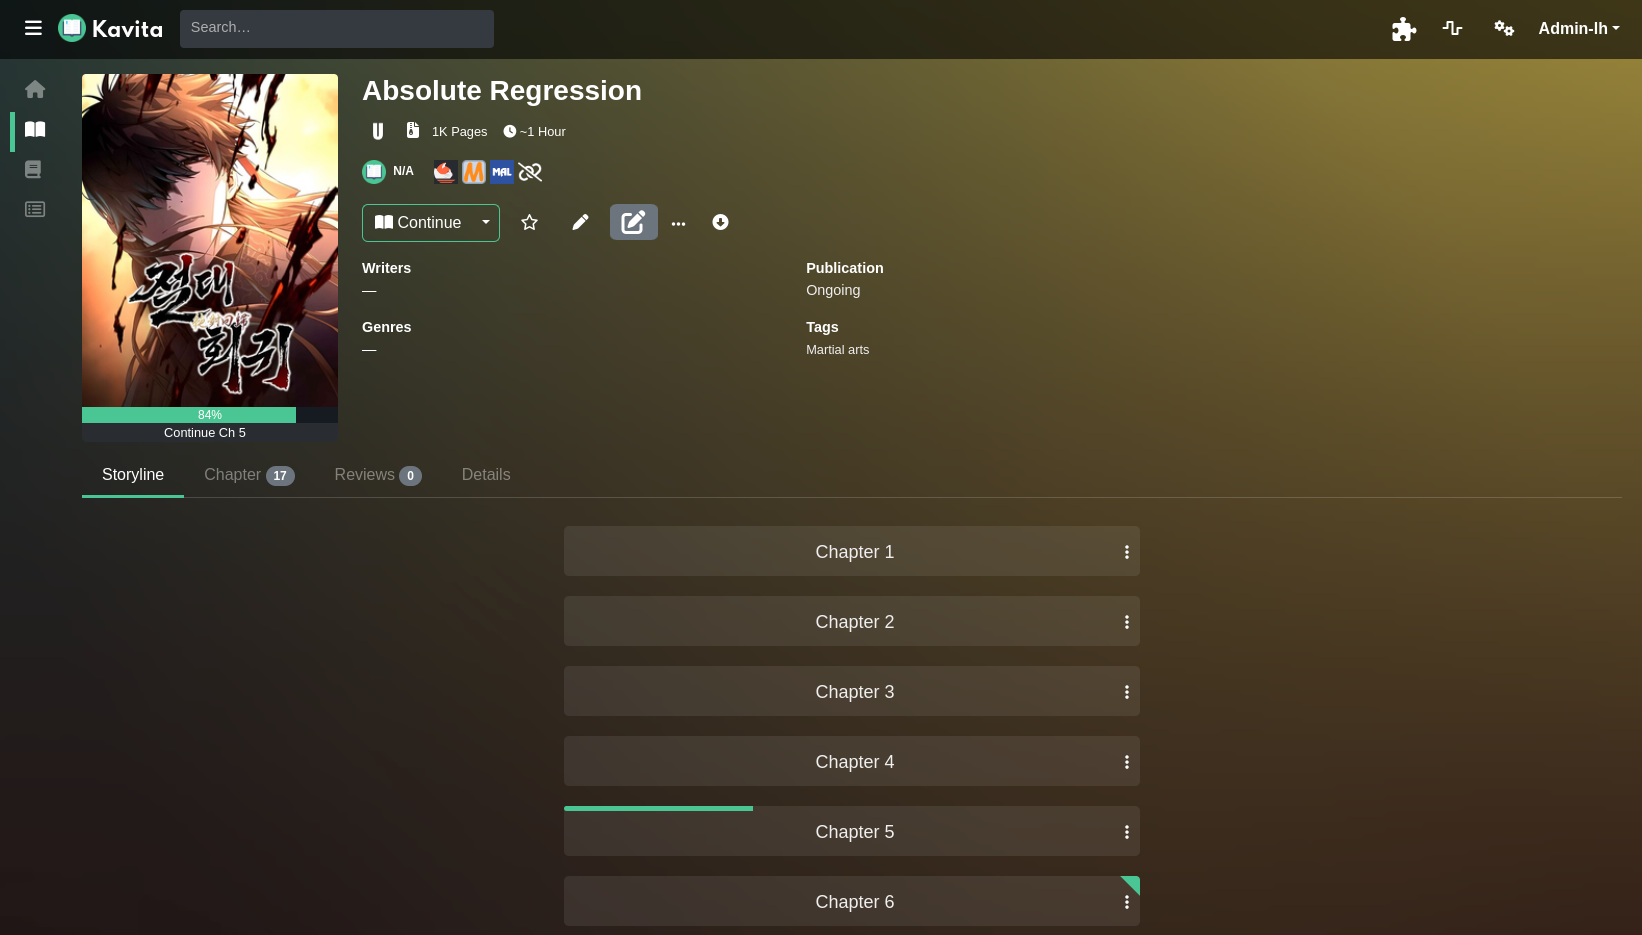 Kavita
Search…
Admin-lh
Absolute Regression
1K Pages
~1 Hour
N/A
MAL
Continue
Writers
—
Publication
Ongoing
Genres
—
Tags
Martial arts
절대
회귀
84%
Continue Ch 5
Storyline
Chapter 17
Reviews 0
Details
Chapter 1
Chapter 2
Chapter 3
Chapter 4
Chapter 5
Chapter 6